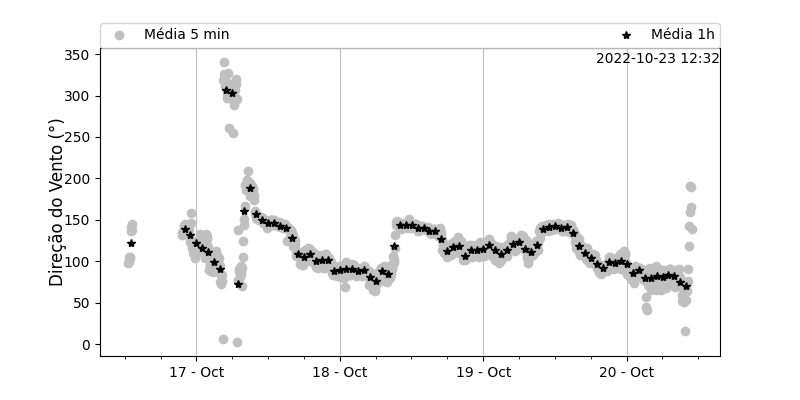 Média 5 min
Média 1h
2022-10-23 12:32
Direção do Vento (°)
350
300
250
200
150
100
50
0
17 - Oct
18 - Oct
19 - Oct
20 - Oct